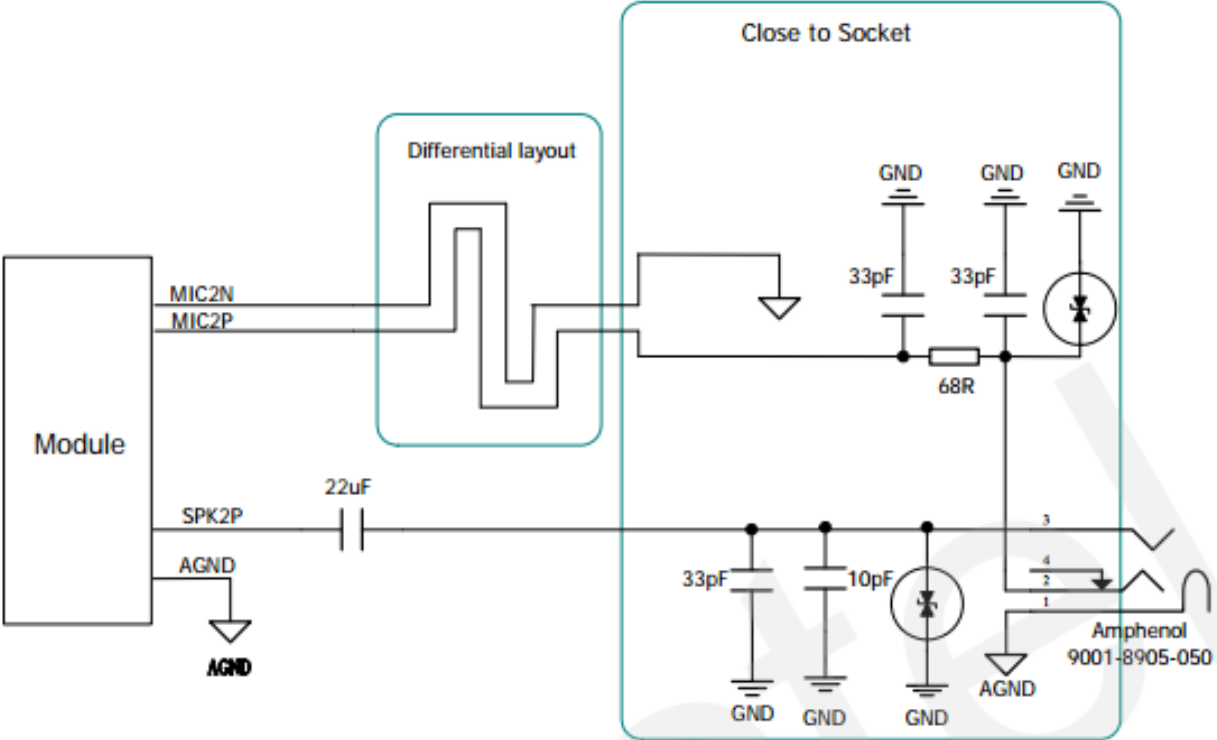 Close to Socket
Differential layout
GND
GND
GND
33pF
33pF
MIC2N
MIC2P
68R
Module
22uF
SPK2P
3
AGND
4
33pF
10pF
2
1
AGND
Amphenol
9001-8905-050
AGND
GND
GND
GND